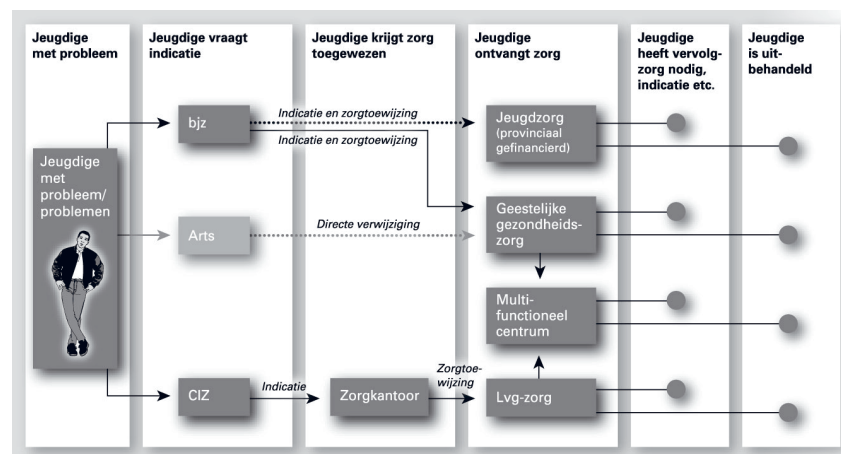 Jeugdige
met probleem
Jeugdige vraagt
indicatie
Jeugdige krijgt zorg
toegewezen
Jeugdige
ontvangt zorg
Jeugdige
heeft vervolg-
zorg nodig,
indicatie etc.
Jeugdige
is uit-
behandeld
Jeugdige
met
probleem/
problemen
bjz
Indicatie en zorgtoewijzing
Indicatie en zorgtoewijzing
Jeugdzorg
(provinciaal
gefinancierd)
Arts
Directe verwijziging
Geestelijke
gezondheids-
zorg
Multi-
functioneel
centrum
CIZ
Indicatie
Zorgkantoor
Zorgtoe-
wijzing
Lvg-zorg